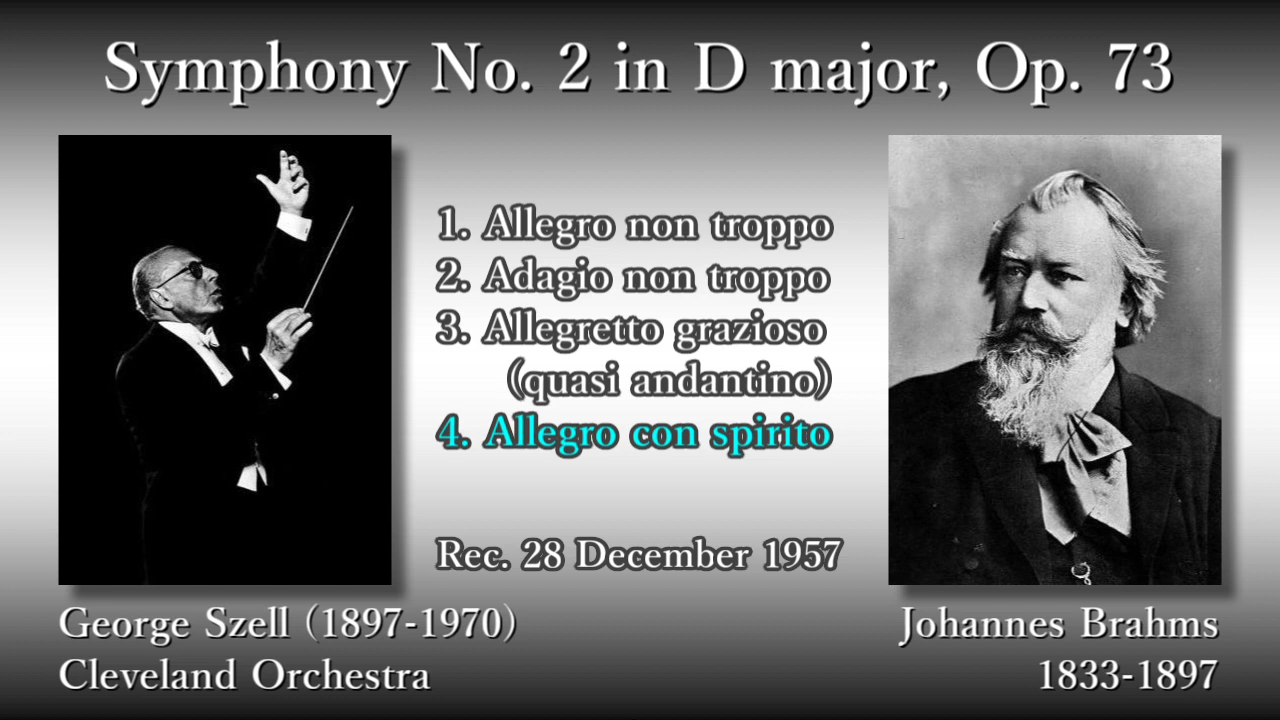 Symphony No. 2 in D major, Op. 73
1. Allegro non troppo
2. Adagio non troppo
3. Allegretto grazioso
(quasi andantino)
4. Allegro con spirito
Rec. 28 December 1957
George Szell (1897-1970)
Cleveland Orchestra
Johannes Brahms
1833-1897